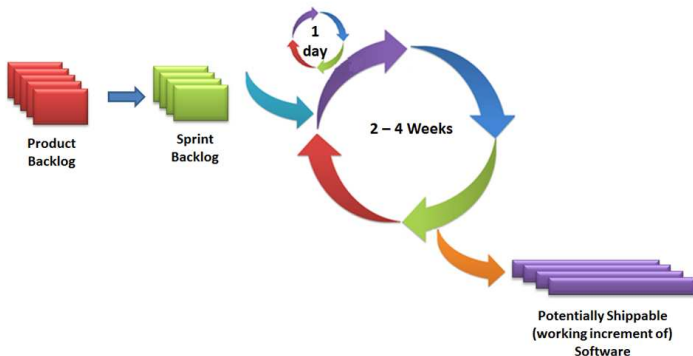 1
day
2 – 4 Weeks
Product
Backlog
Sprint
Backlog
Potentially Shippable
(working increment of)
Software